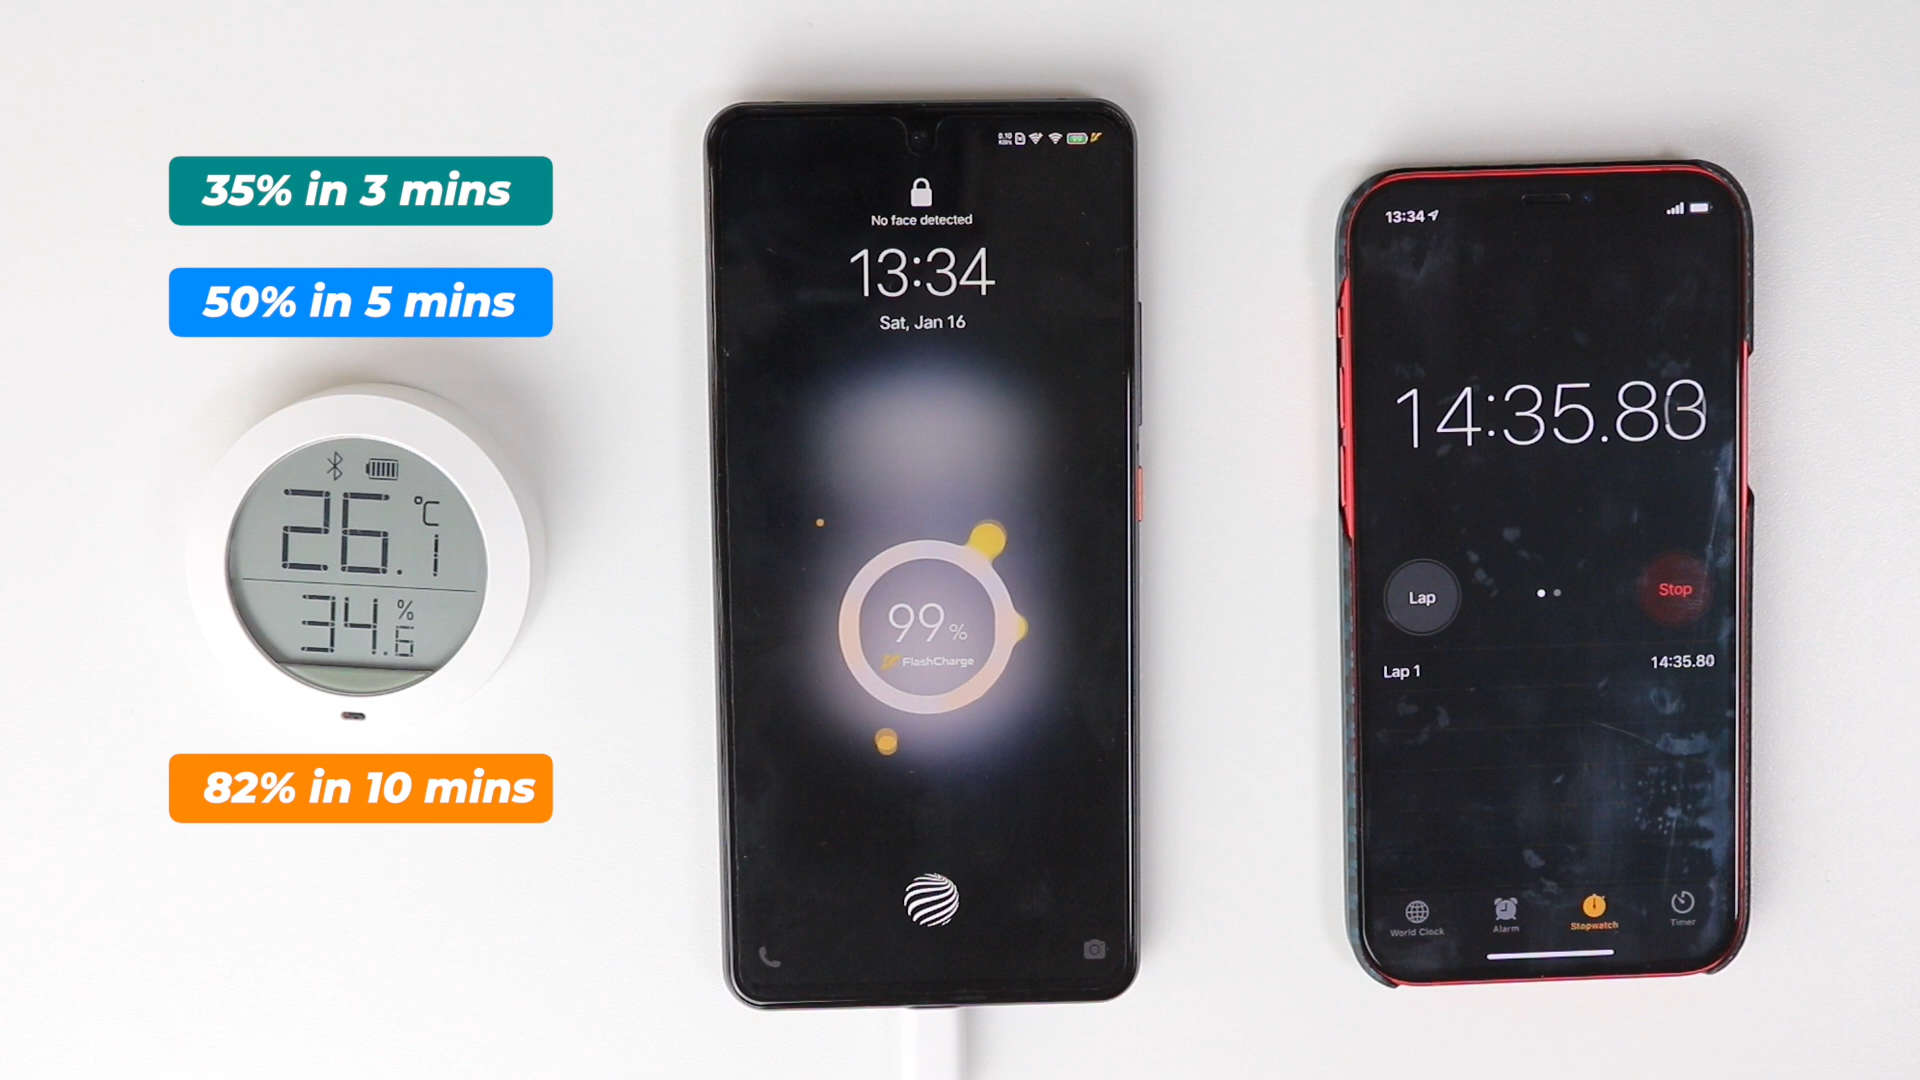 35% in 3 mins
50% in 5 mins
26.1 °C
34.6 %
82% in 10 mins
No face detected
13:34
Sat, Jan 16
99%
FlashCharge
13:34
14:35.83
Lap
Stop
Lap 1
14:35.80
World Clock
Alarm
Stopwatch
Timer